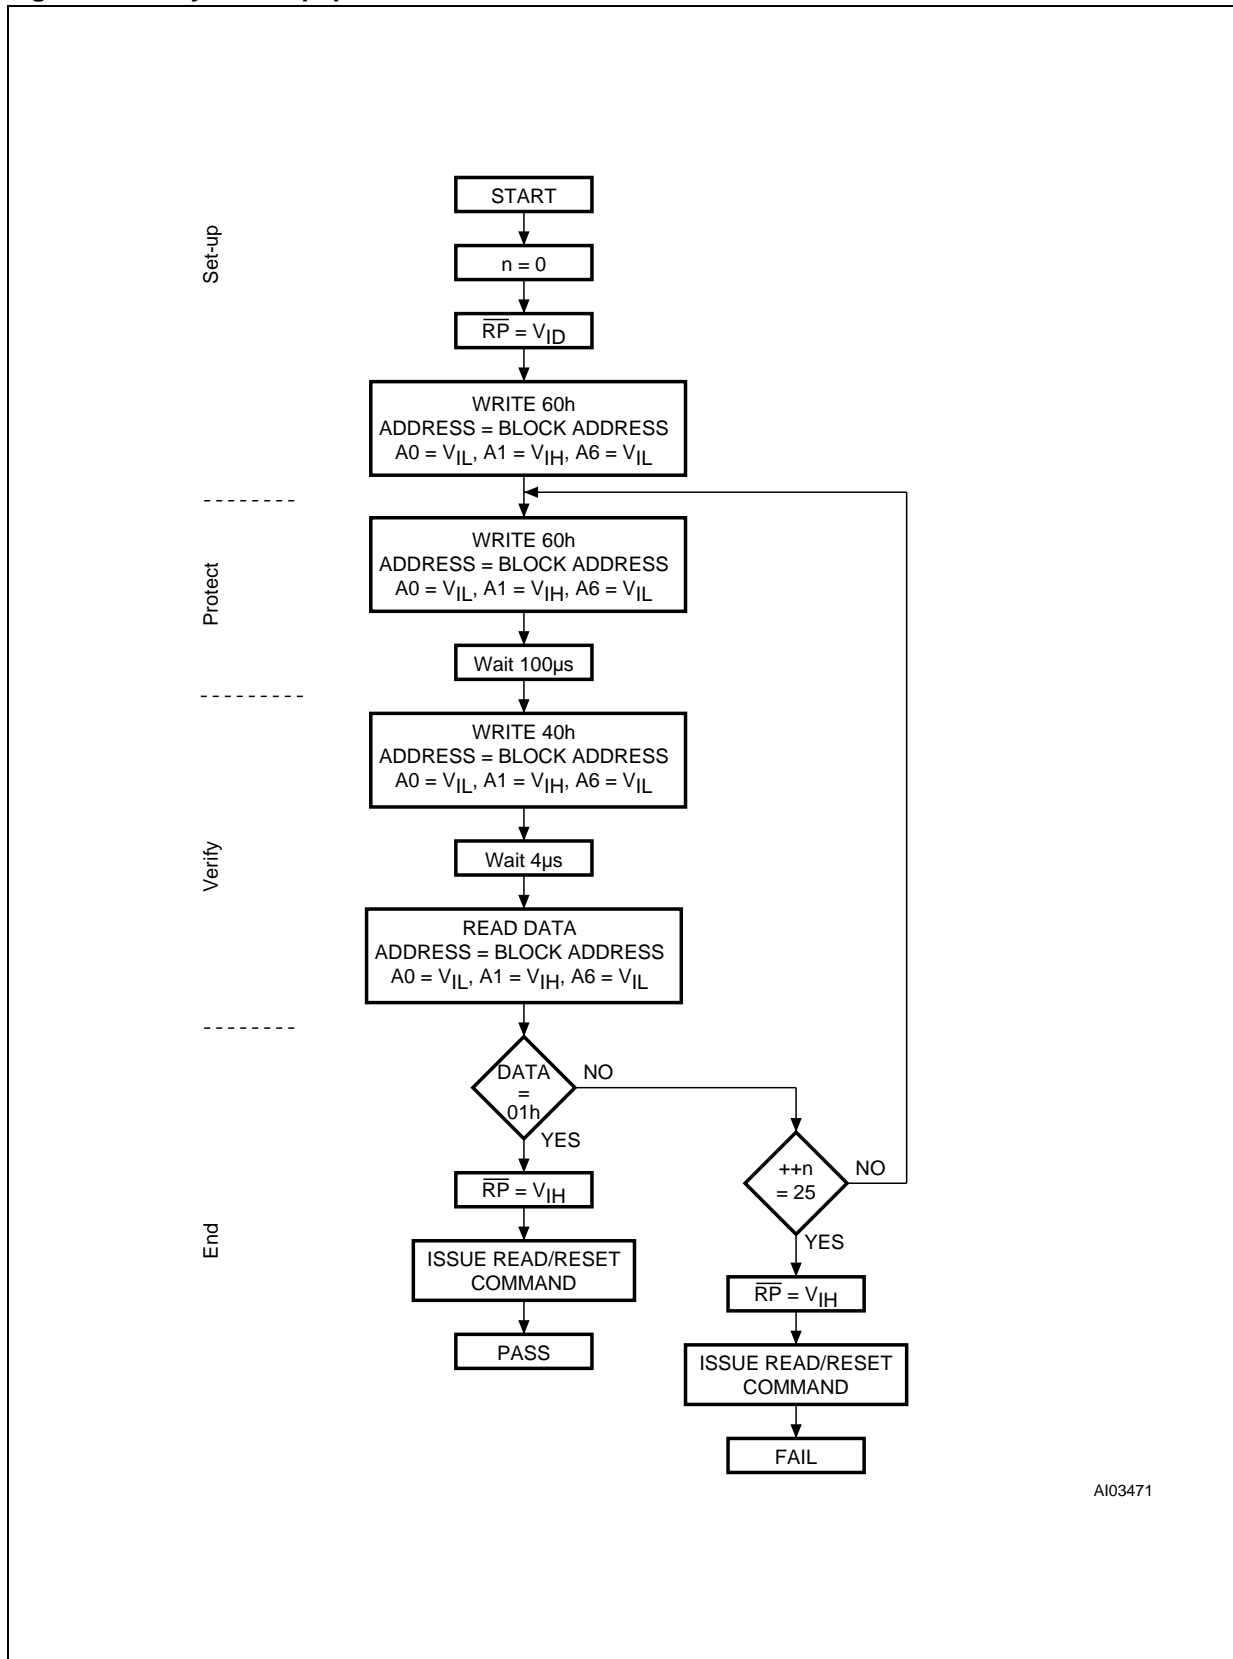 START
Set-up
n = 0
RP = VID
WRITE 60h
ADDRESS = BLOCK ADDRESS
A0 = VIL, A1 = VIH, A6 = VIL
Protect
WRITE 60h
ADDRESS = BLOCK ADDRESS
A0 = VIL, A1 = VIH, A6 = VIL
Wait 100µs
Verify
WRITE 40h
ADDRESS = BLOCK ADDRESS
A0 = VIL, A1 = VIH, A6 = VIL
Wait 4µs
READ DATA
ADDRESS = BLOCK ADDRESS
A0 = VIL, A1 = VIH, A6 = VIL
End
DATA
=
01h
NO
YES
++n
= 25
NO
YES
RP = VIH
ISSUE READ/RESET
COMMAND
PASS
RP = VIH
ISSUE READ/RESET
COMMAND
FAIL
AI03471